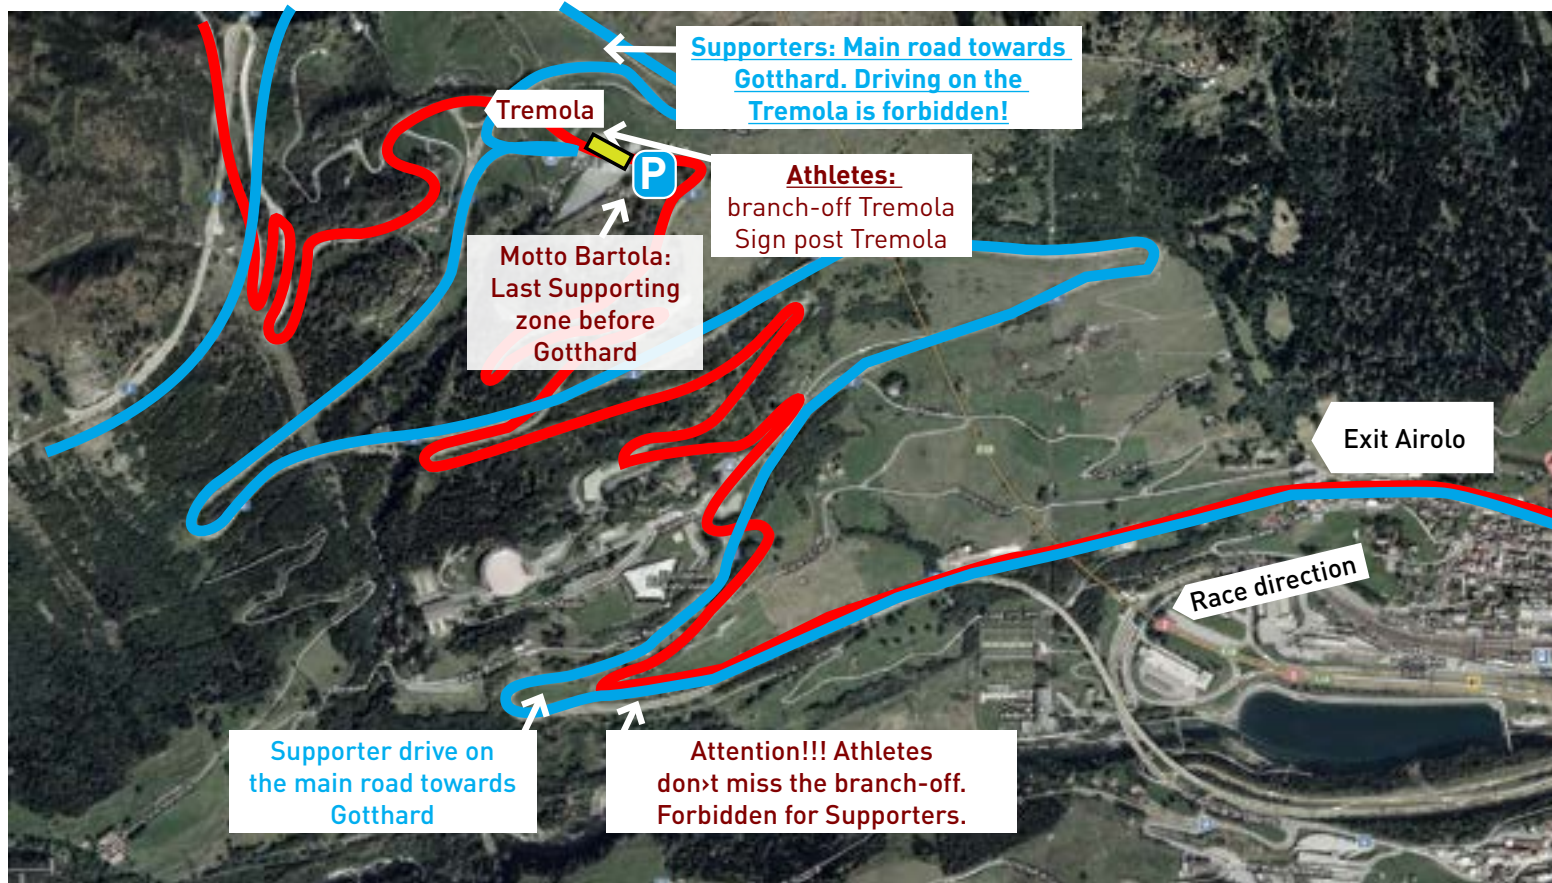 Supporters: Main road towards
Gotthard. Driving on the
Tremola is forbidden!
Tremola
P
Athletes:
branch-off Tremola
Sign post Tremola
Motto Bartola:
Last Supporting
zone before
Gotthard
Exit Airolo
Race direction
Supporter drive on
the main road towards
Gotthard
Attention!!! Athletes
don›t miss the branch-off.
Forbidden for Supporters.